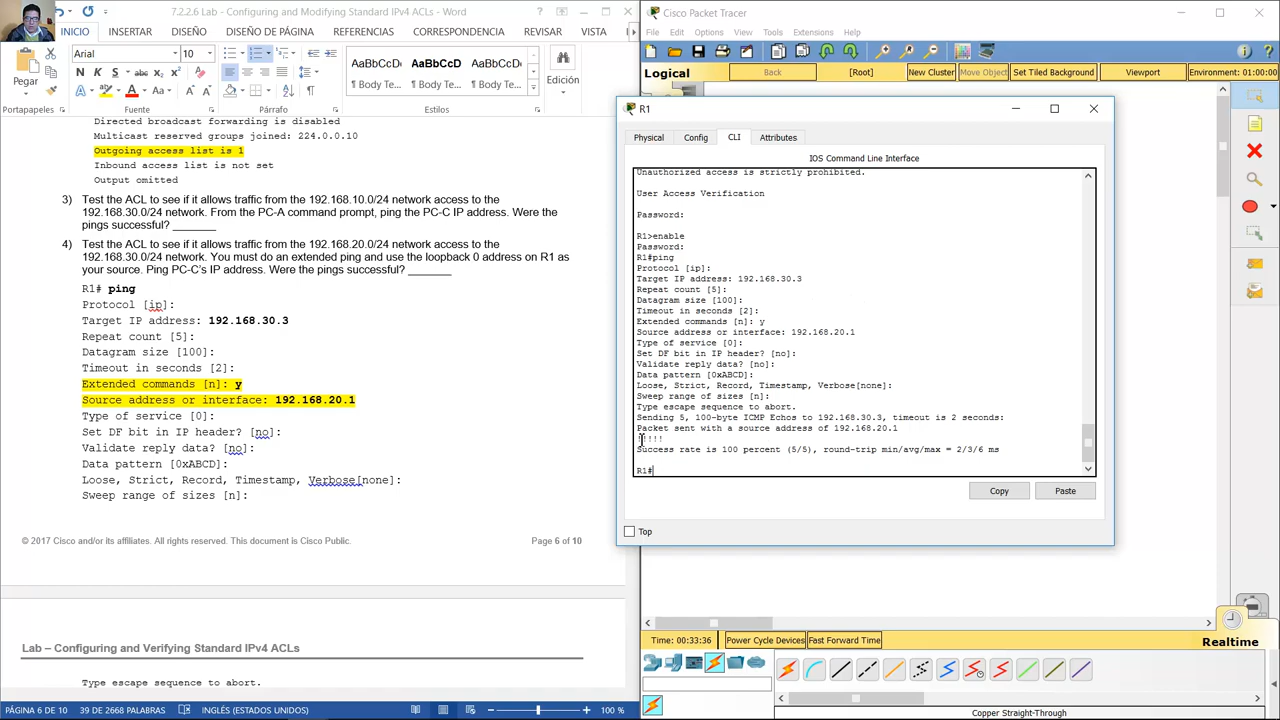 7.2.2.6 Lab - Configuring and Modifying Standard IPv4 ACLs - Word
INICIO
INSERTAR
DISEÑO
DISEÑO DE PÁGINA
REFERENCIAS
CORRESPONDENCIA
REVISAR
VISTA
Pegar
Arial
10
AaBbCcDd
AaBbCcD
AaBbCcDd
¶ Body Te...
¶ Body Te...
¶ Body Te...
Edición
Portapapeles
Fuente
Párrafo
Estilos
Directed broadcast forwarding is disabled
Multicast reserved groups joined: 224.0.0.10
Outgoing access list is 1
Inbound access list is not set
Output omitted
3) Test the ACL to see if it allows traffic from the 192.168.10.0/24 network access to the
192.168.30.0/24 network. From the PC-A command prompt, ping the PC-C IP address. Were the
pings successful? _______
4) Test the ACL to see if it allows traffic from the 192.168.20.0/24 network access to the
192.168.30.0/24 network. You must do an extended ping and use the loopback 0 address on R1 as
your source. Ping PC-C's IP address. Were the pings successful? _______
R1# ping
Protocol [ip]:
Target IP address: 192.168.30.3
Repeat count [5]:
Datagram size [100]:
Timeout in seconds [2]:
Extended commands [n]: y
Source address or interface: 192.168.20.1
Type of service [0]:
Set DF bit in IP header? [no]:
Validate reply data? [no]:
Data pattern [0xABCD]:
Loose, Strict, Record, Timestamp, Verbose[none]:
Sweep range of sizes [n]:
© 2017 Cisco and/or its affiliates. All rights reserved. This document is Cisco Public.
Page 6 of 10
Lab – Configuring and Verifying Standard IPv4 ACLs
Type escape sequence to abort.
PÁGINA 6 DE 10
39 DE 2668 PALABRAS
INGLÉS (ESTADOS UNIDOS)
100 %
Cisco Packet Tracer
File Edit Options View Tools Extensions Help
Logical
Back
[Root]
New Cluster
Move Object
Set Tiled Background
Viewport
Environment: 01:00:00
R1
Physical
Config
CLI
Attributes
IOS Command Line Interface
Unauthorized access is strictly prohibited.
User Access Verification
Password:
R1>enable
Password:
R1#ping
Protocol [ip]:
Target IP address: 192.168.30.3
Repeat count [5]:
Datagram size [100]:
Timeout in seconds [2]:
Extended commands [n]: y
Source address or interface: 192.168.20.1
Type of service [0]:
Set DF bit in IP header? [no]:
Validate reply data? [no]:
Data pattern [0xABCD]:
Loose, Strict, Record, Timestamp, Verbose[none]:
Sweep range of sizes [n]:
Type escape sequence to abort.
Sending 5, 100-byte ICMP Echos to 192.168.30.3, timeout is 2 seconds:
Packet sent with a source address of 192.168.20.1
!!!!!
Success rate is 100 percent (5/5), round-trip min/avg/max = 2/3/6 ms
R1#
Copy
Paste
Top
Time: 00:33:36
Power Cycle Devices
Fast Forward Time
Realtime
Copper Straight-Through